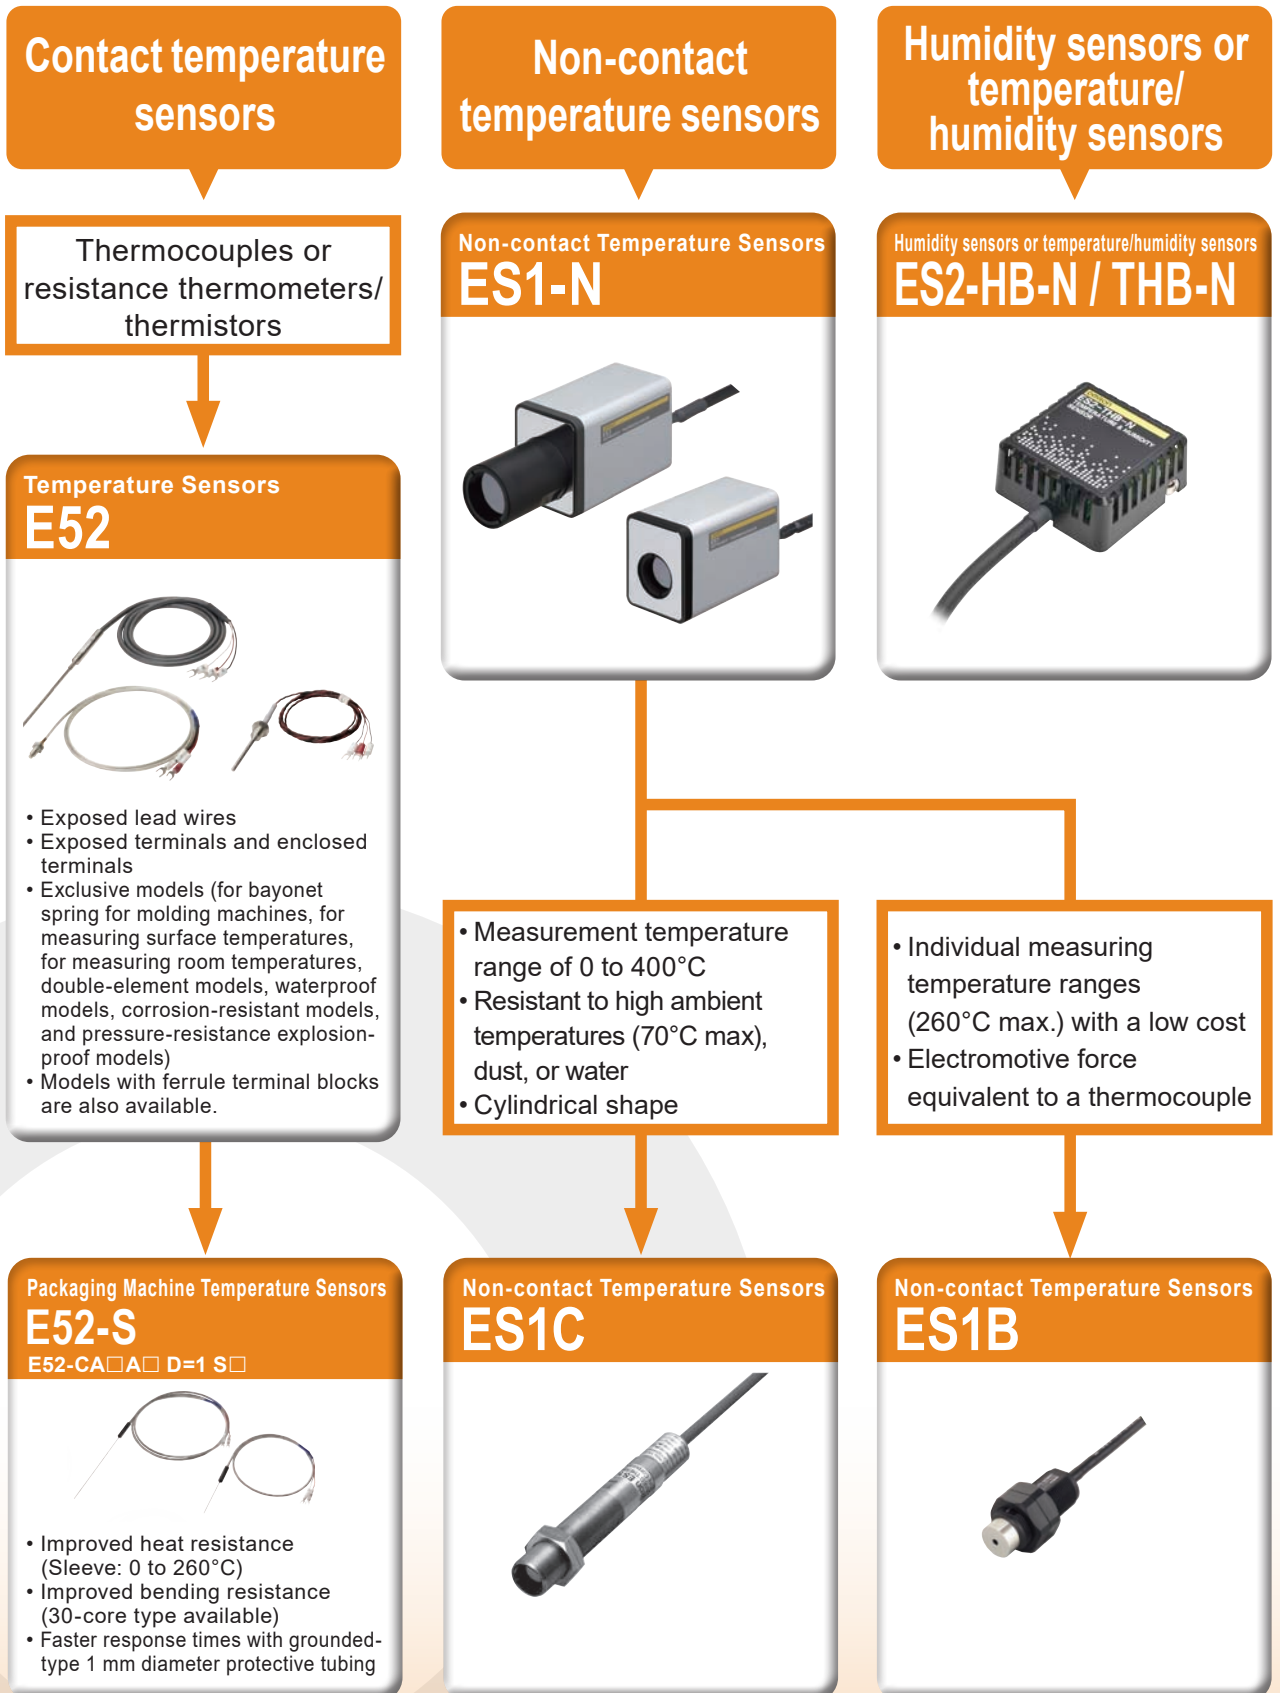 Contact temperature
sensors
Non-contact
temperature sensors
Humidity sensors or
temperature/
humidity sensors
Thermocouples or
resistance thermometers/
thermistors
Non-contact Temperature Sensors
ES1-N
Humidity sensors or temperature/humidity sensors
ES2-HB-N / THB-N
ES2-THB-N
TEMPERATURE & HUMIDITY
SENSOR
Temperature Sensors
E52
• Exposed lead wires
• Exposed terminals and enclosed
terminals
• Exclusive models (for bayonet
spring for molding machines, for
measuring surface temperatures,
for measuring room temperatures,
double-element models, waterproof
models, corrosion-resistant models,
and pressure-resistance explosion-
proof models)
• Models with ferrule terminal blocks
are also available.
• Measurement temperature
range of 0 to 400°C
• Resistant to high ambient
temperatures (70°C max),
dust, or water
• Cylindrical shape
• Individual measuring
temperature ranges
(260°C max.) with a low cost
• Electromotive force
equivalent to a thermocouple
Packaging Machine Temperature Sensors
E52-S
E52-CA□A□ D=1 S□
• Improved heat resistance
(Sleeve: 0 to 260°C)
• Improved bending resistance
(30-core type available)
• Faster response times with grounded-
type 1 mm diameter protective tubing
Non-contact Temperature Sensors
ES1C
Non-contact Temperature Sensors
ES1B